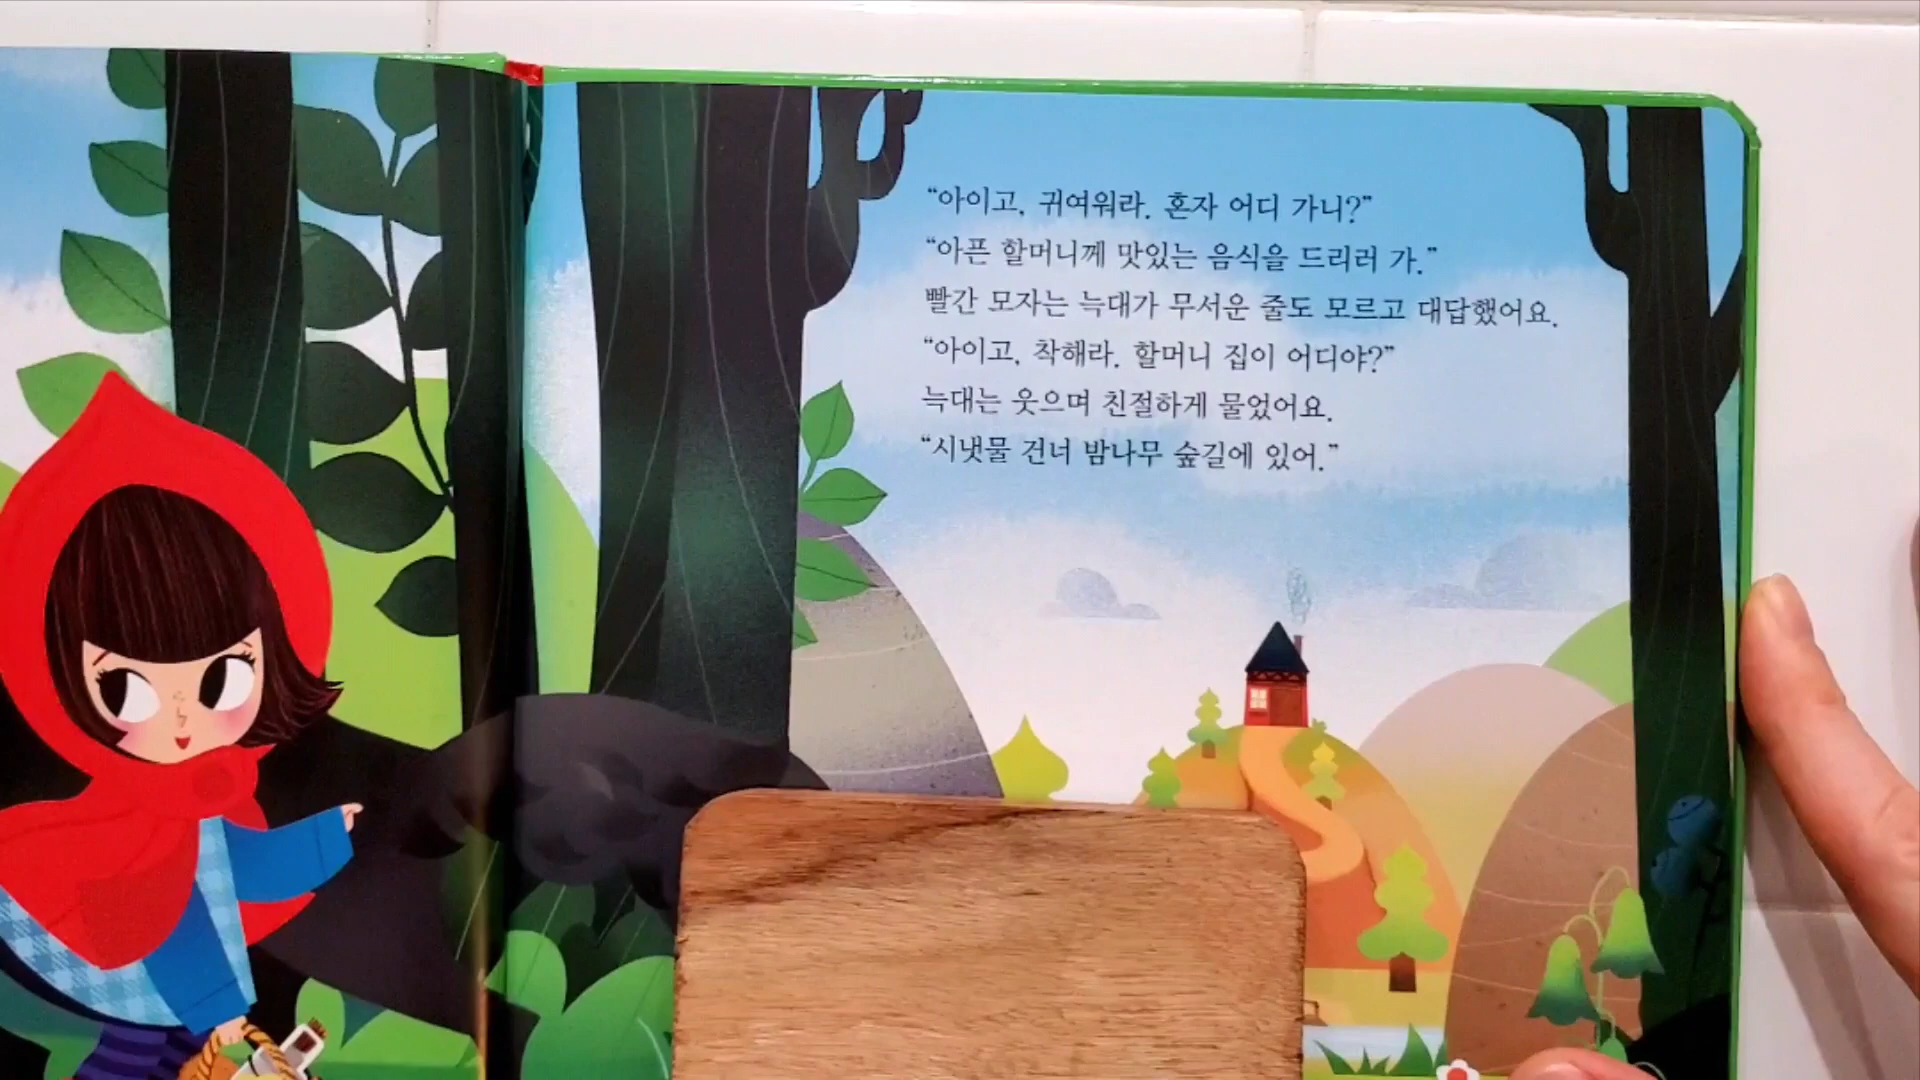 “아이고, 귀여워라. 혼자 어디 가니?”
“아픈 할머니께 맛있는 음식을 드리러 가.”
빨간 모자는 늑대가 무서운 줄도 모르고 대답했어요.
“아이고, 착해라. 할머니 집이 어디야?”
늑대는 웃으며 친절하게 물었어요.
“시냇물 건너 밤나무 숲길에 있어.”